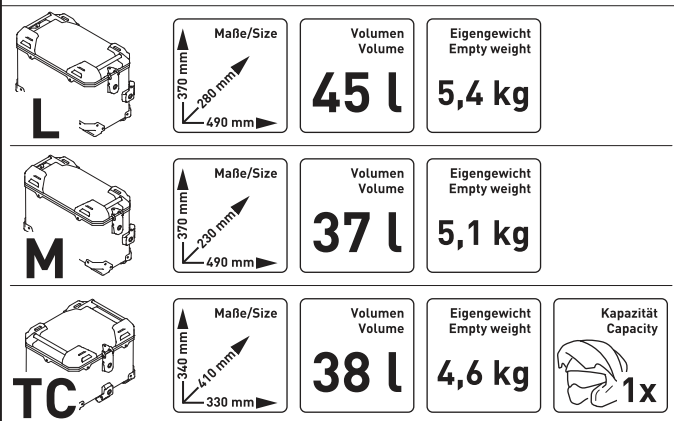 L
Maße/Size
370 mm
280 mm
490 mm
Volumen
Volume
45 l
Eigengewicht
Empty weight
5,4 kg
M
Maße/Size
370 mm
230 mm
490 mm
Volumen
Volume
37 l
Eigengewicht
Empty weight
5,1 kg
TC
Maße/Size
340 mm
410 mm
330 mm
Volumen
Volume
38 l
Eigengewicht
Empty weight
4,6 kg
Kapazität
Capacity
1x